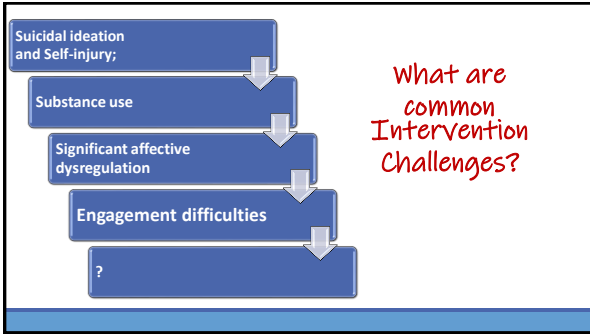 Suicidal ideation
and Self-injury;
Substance use
Significant affective
dysregulation
Engagement difficulties
?
What are
common
Intervention
Challenges?